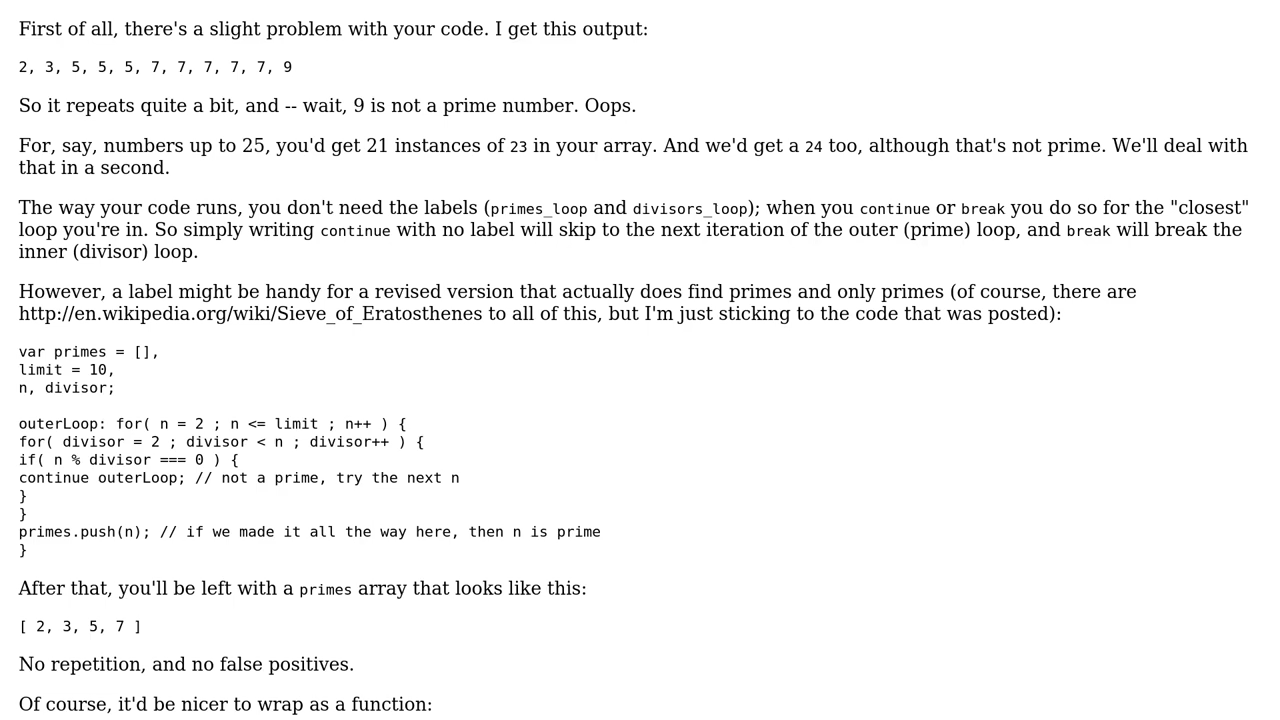 First of all, there's a slight problem with your code. I get this output:
2, 3, 5, 5, 5, 7, 7, 7, 7, 7, 9
So it repeats quite a bit, and -- wait, 9 is not a prime number. Oops.
For, say, numbers up to 25, you'd get 21 instances of 23 in your array. And we'd get a 24 too, although that's not prime. We'll deal with
that in a second.
The way your code runs, you don't need the labels (primes_loop and divisors_loop); when you continue or break you do so for the "closest"
loop you're in. So simply writing continue with no label will skip to the next iteration of the outer (prime) loop, and break will break the
inner (divisor) loop.
However, a label might be handy for a revised version that actually does find primes and only primes (of course, there are
http://en.wikipedia.org/wiki/Sieve_of_Eratosthenes to all of this, but I'm just sticking to the code that was posted):
var primes = [],
limit = 10,
n, divisor;
outerLoop: for( n = 2 ; n <= limit ; n++ ) {
for( divisor = 2 ; divisor < n ; divisor++ ) {
if( n % divisor === 0 ) {
continue outerLoop; // not a prime, try the next n
}
}
primes.push(n); // if we made it all the way here, then n is prime
}
After that, you'll be left with a primes array that looks like this:
[ 2, 3, 5, 7 ]
No repetition, and no false positives.
Of course, it'd be nicer to wrap as a function: